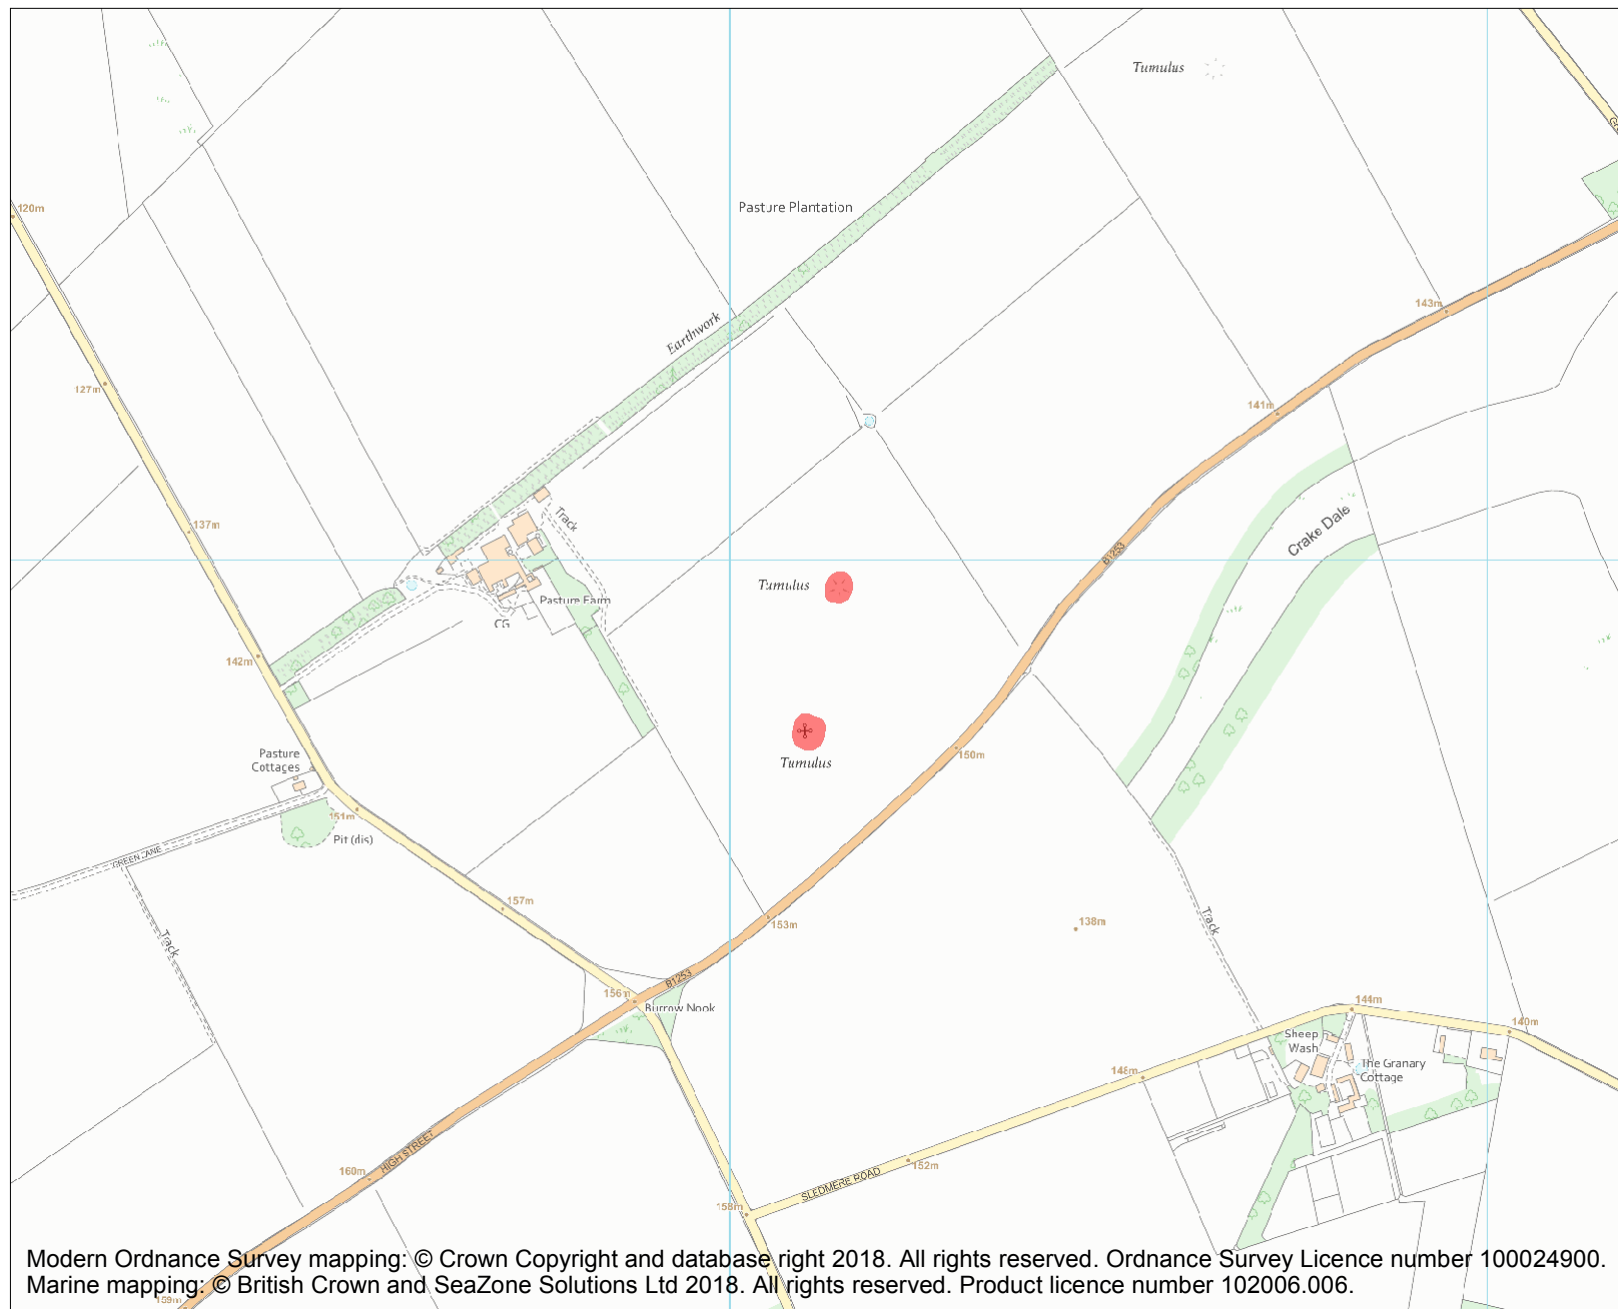 Tumulus
120m
Pasture Plantation
143m
Earthwork
127m
141m
137m
Track
Crake Dale
B1253
Tumulus
Pasture Farm
CG
142m
Pasture
Cottages
150m
Tumulus
151m
Pit (dis)
GREEN LANE
157m
153m
138m
Track
Track
B1253
156m
Burrow Nook
144m
140m
Sheep
Wash
The Granary
Cottage
148m
HIGH STREET
160m
152m
SLEDMERE ROAD
158m
159m
Modern Ordnance Survey mapping: © Crown Copyright and database right 2018. All rights reserved. Ordnance Survey Licence number 100024900.
Marine mapping: © British Crown and SeaZone Solutions Ltd 2018. All rights reserved. Product licence number 102006.006.